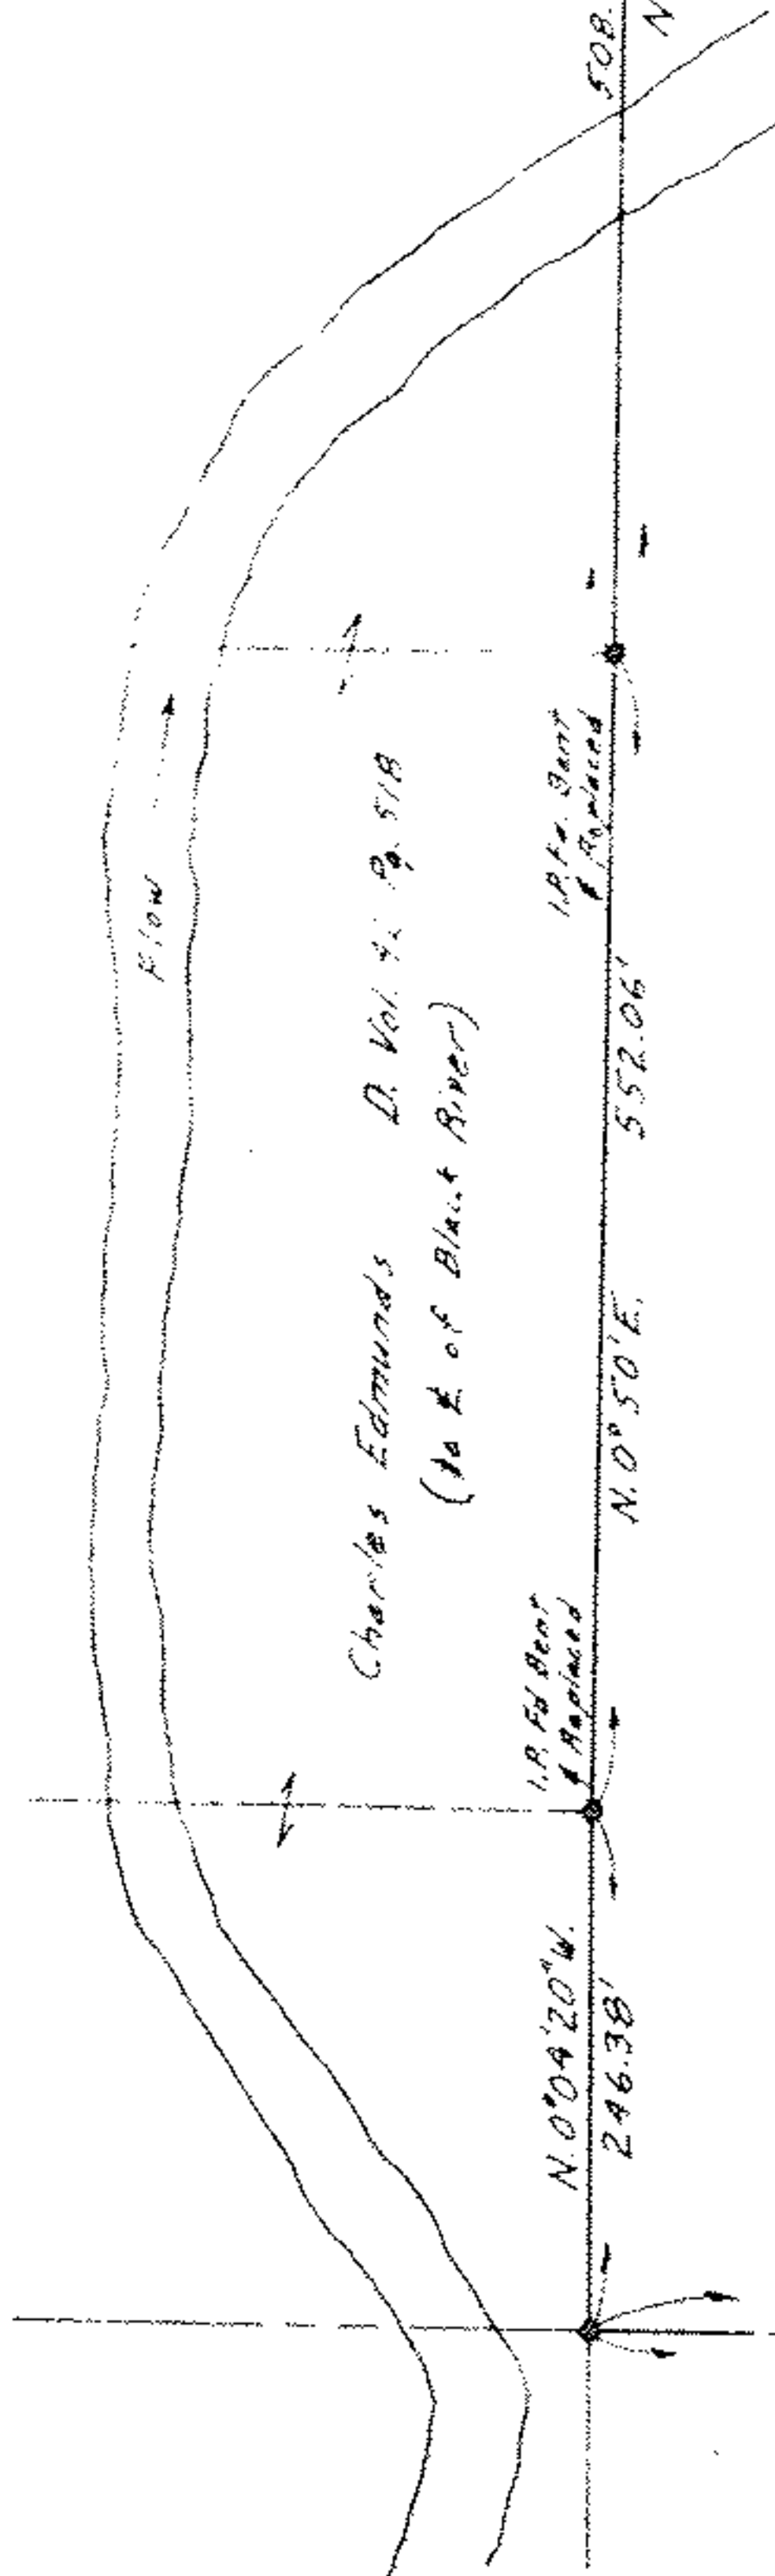 Flow
Charles Edmunds D. Vol. Pg. 518
(to ℄ of Black River)
I.P. Fd Bent
& Replaced
I.P. Fd. Bent
& Replaced
N. 0°04'20"W.
246.38'
N. 0°50'E.
552.06'
508.
N